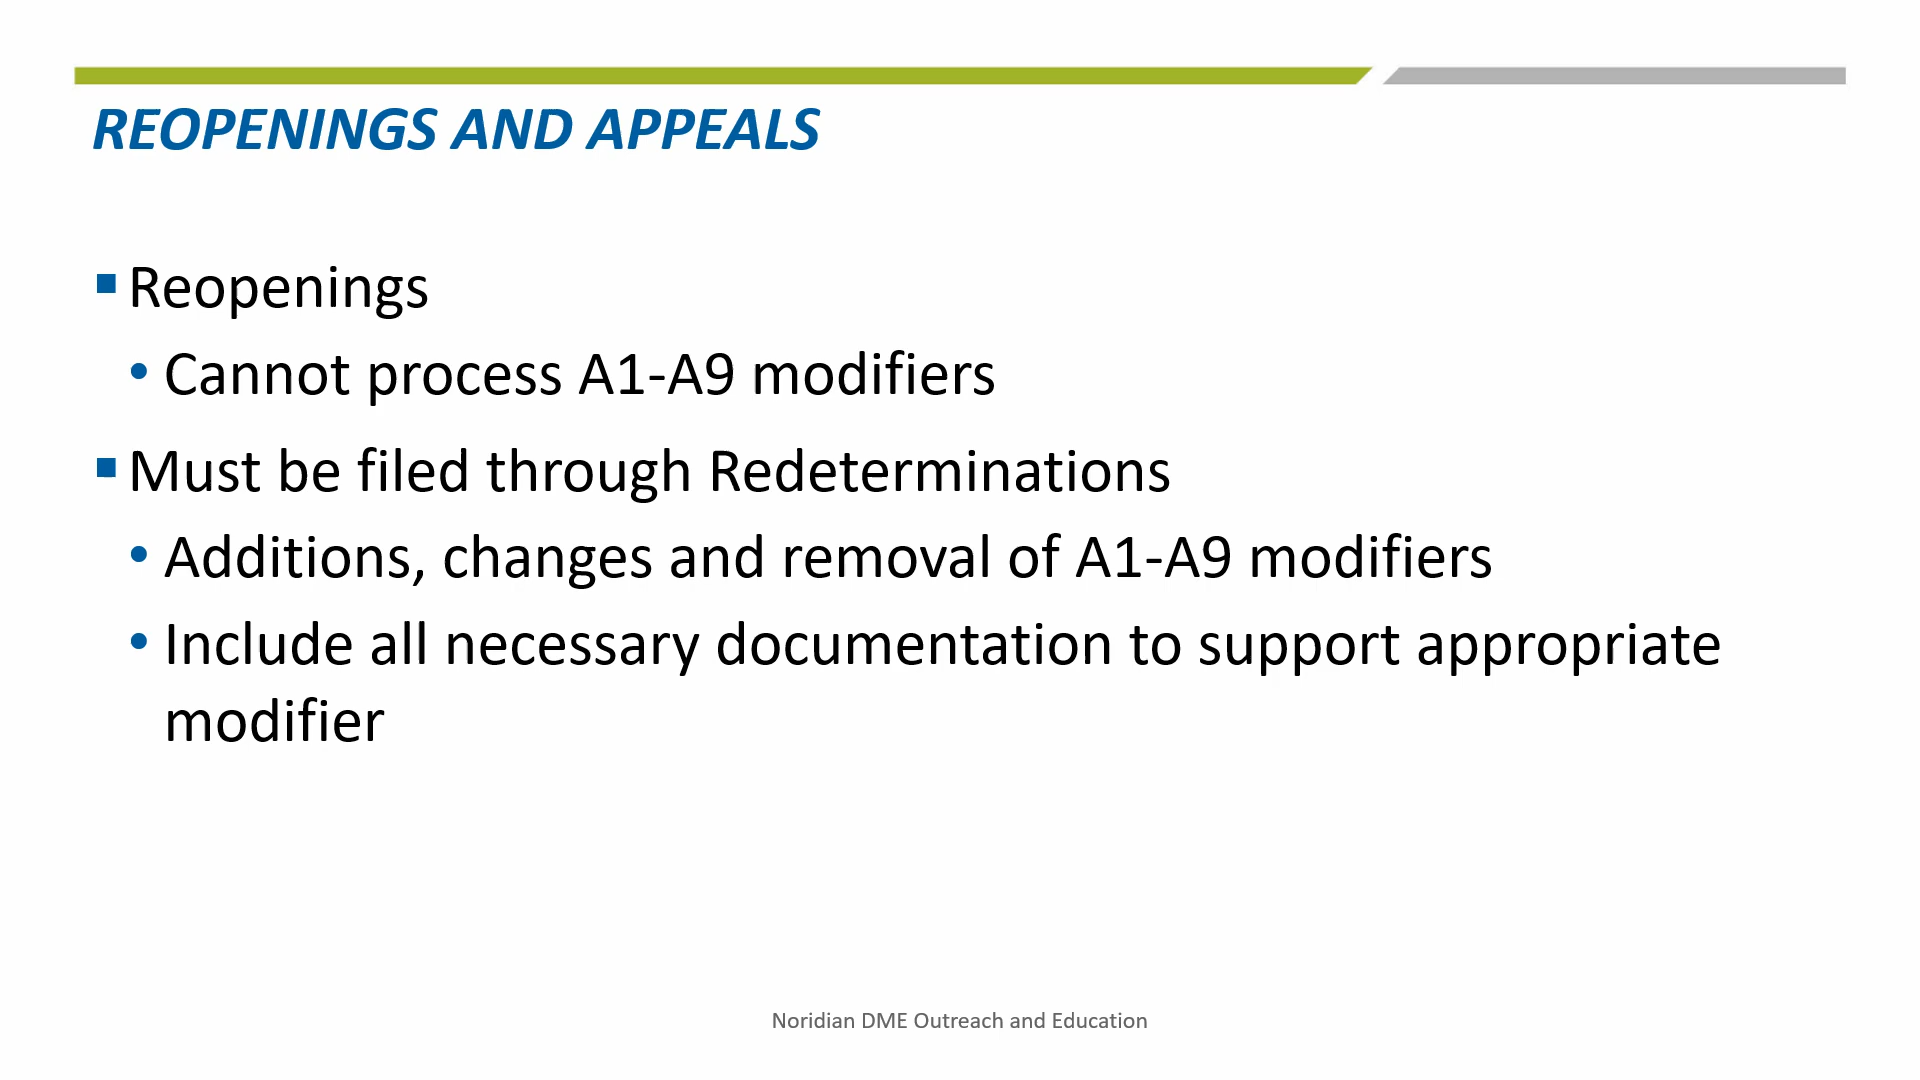 REOPENINGS AND APPEALS
▪Reopenings
• Cannot process A1-A9 modifiers
▪Must be filed through Redeterminations
• Additions, changes and removal of A1-A9 modifiers
• Include all necessary documentation to support appropriate
modifier
Noridian DME Outreach and Education